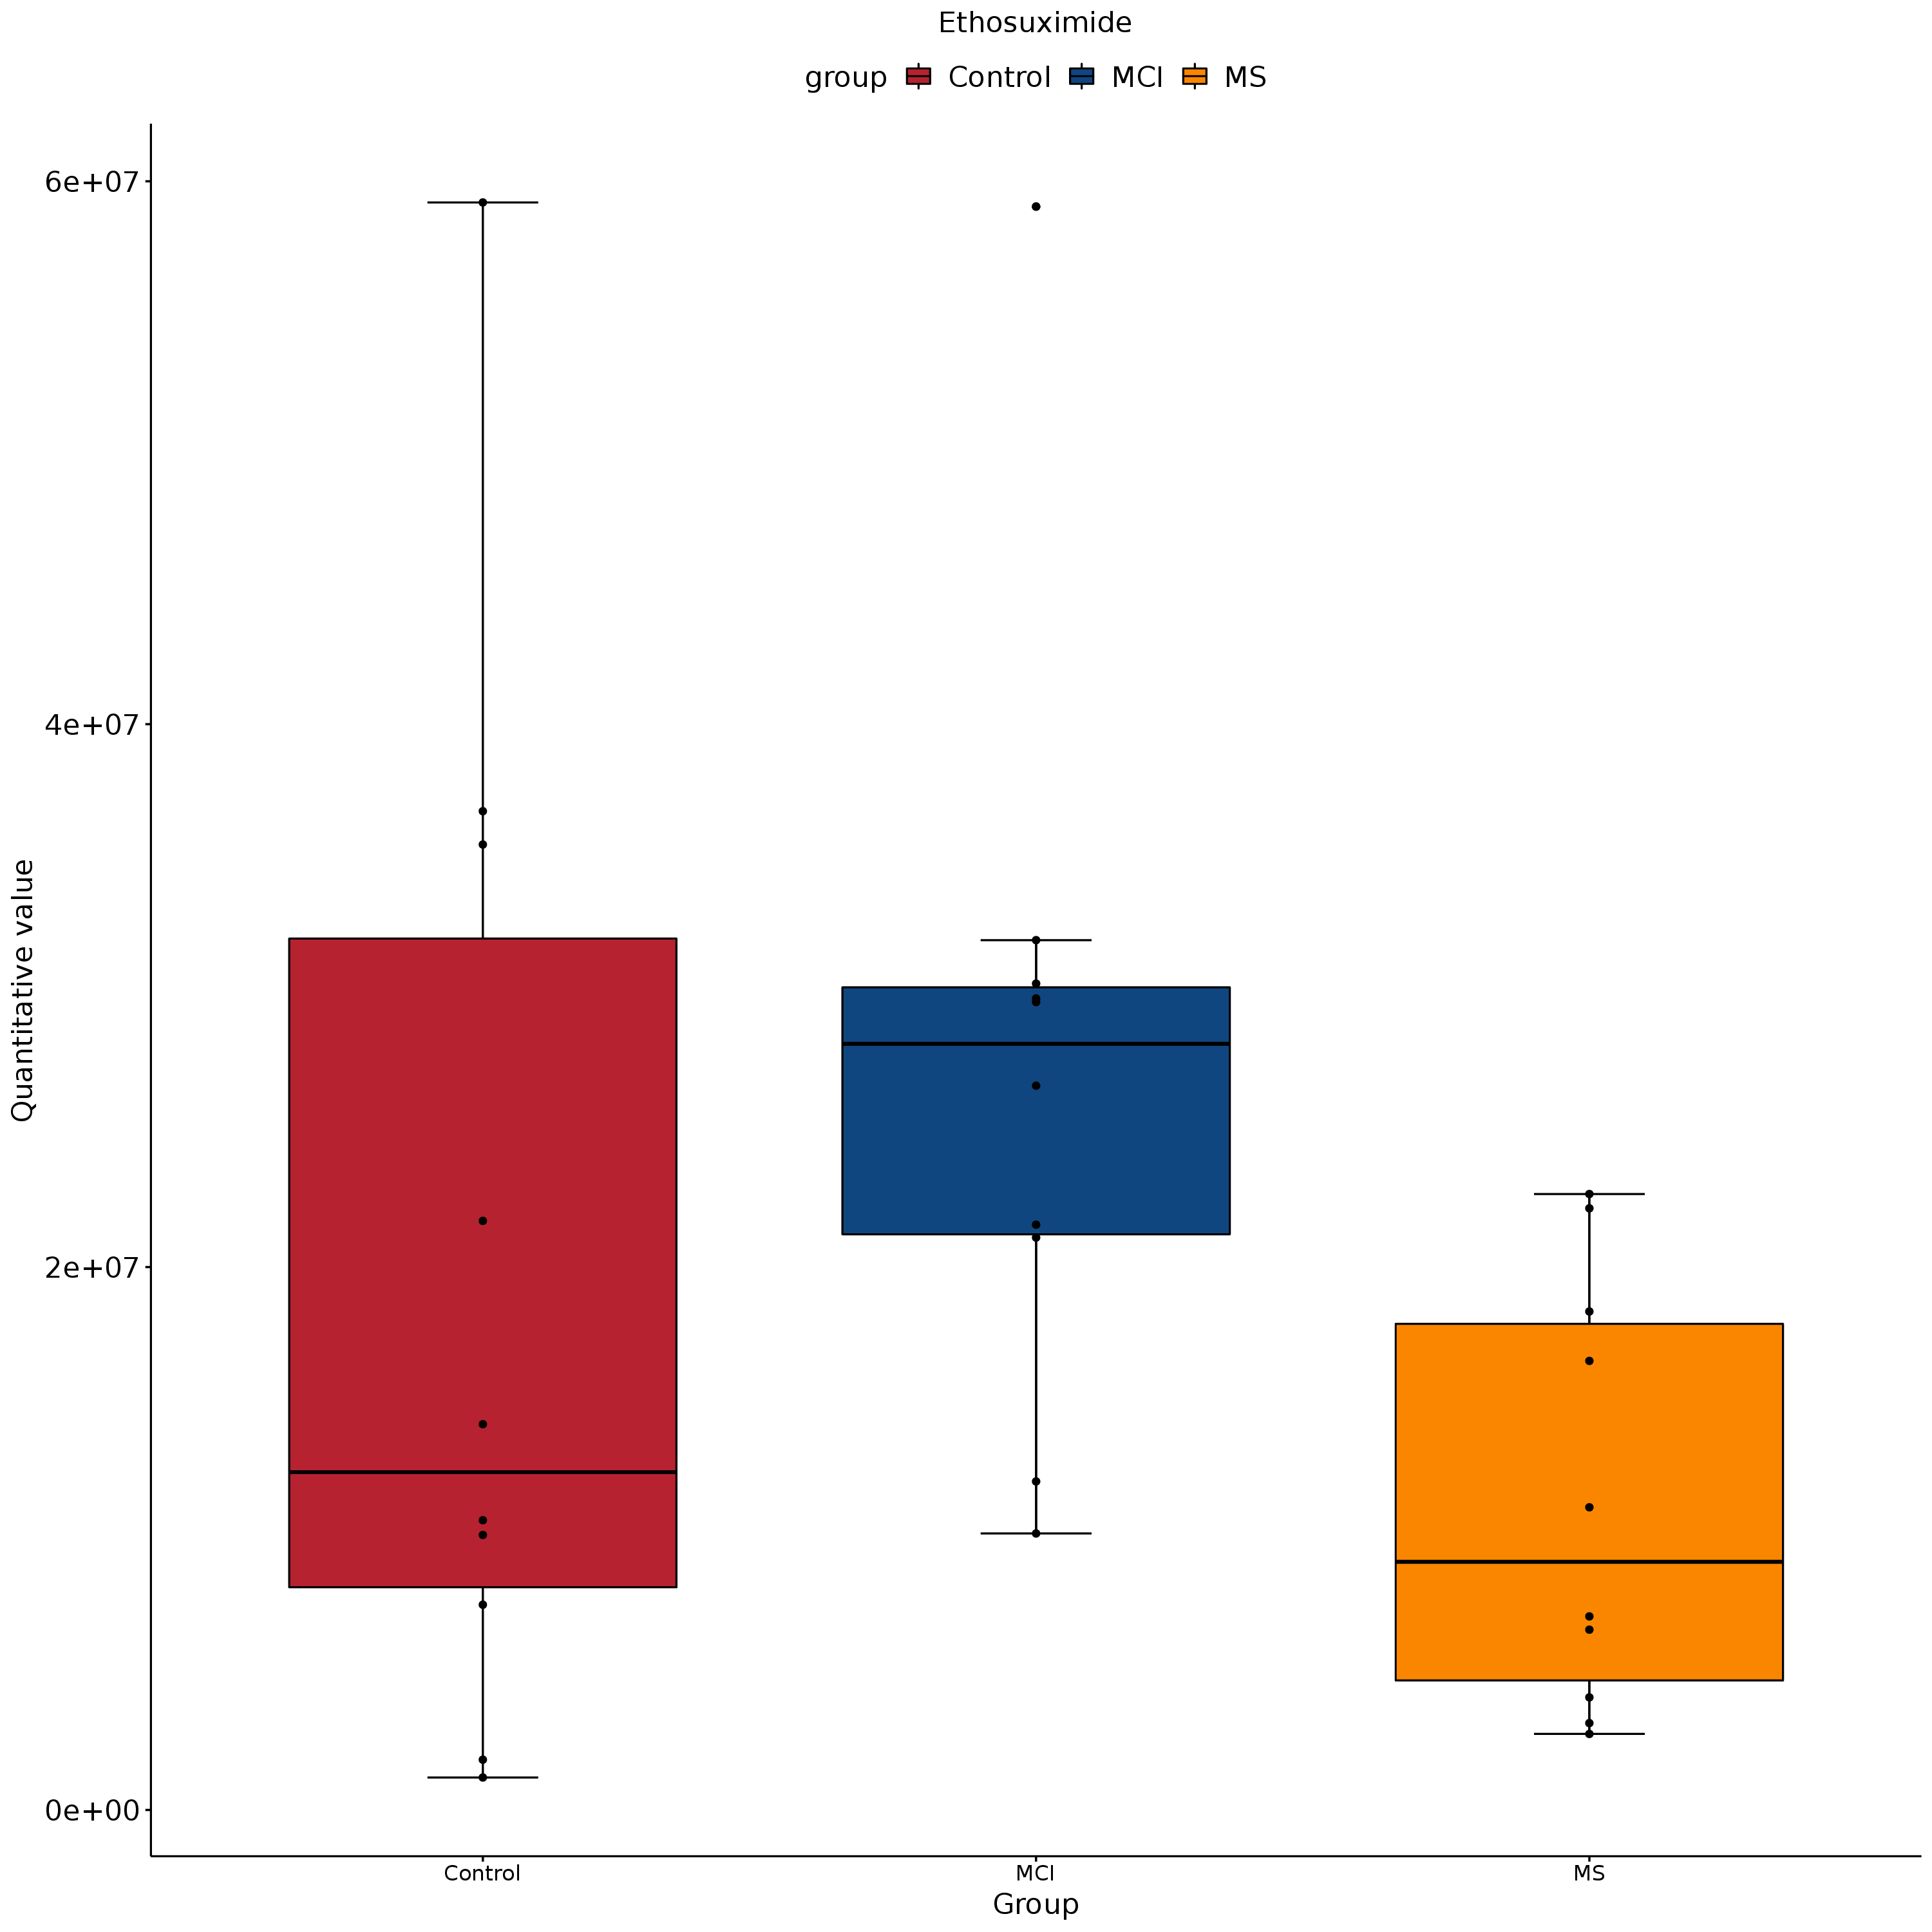 Ethosuximide
group Control MCI MS
6e+07
4e+07
2e+07
0e+00
Quantitative value
Control MCI MS
Group